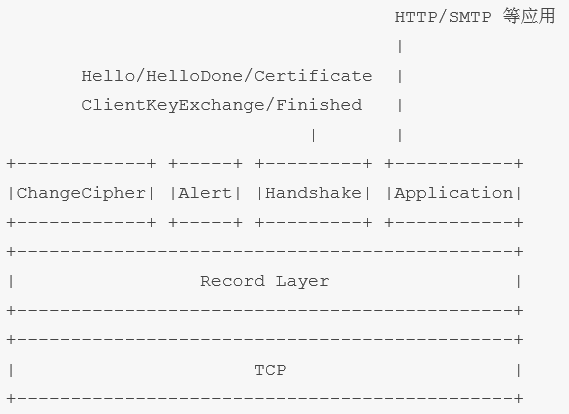 HTTP/SMTP 等应用
|
Hello/HelloDone/Certificate |
ClientKeyExchange/Finished |
| |
+------------+ +-----+ +---------+ +-----------+
|ChangeCipher| |Alert| |Handshake| |Application|
+------------+ +-----+ +---------+ +-----------+
+----------------------------------------------+
| Record Layer |
+----------------------------------------------+
+----------------------------------------------+
| TCP |
+----------------------------------------------+